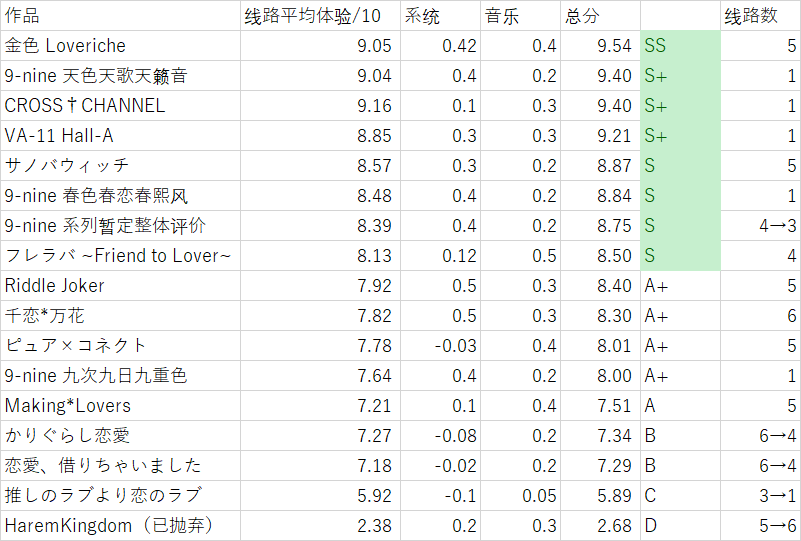 作品 线路平均体验/10 系统 音乐 总分 线路数
金色 Loveriche 9.05 0.42 0.4 9.54 SS 5
9-nine 天色天歌天籁音 9.04 0.4 0.2 9.40 S+ 1
CROSS†CHANNEL 9.16 0.1 0.3 9.40 S+ 1
VA-11 Hall-A 8.85 0.3 0.3 9.21 S+ 1
サノバウィッチ 8.57 0.3 0.2 8.87 S 5
9-nine 春色春恋春熙风 8.48 0.4 0.2 8.84 S 1
9-nine 系列暂定整体评价 8.39 0.4 0.2 8.75 S 4→3
フレラバ ~Friend to Lover~ 8.13 0.12 0.5 8.50 S 4
Riddle Joker 7.92 0.5 0.3 8.40 A+ 5
千恋*万花 7.82 0.5 0.3 8.30 A+ 6
ピュア×コネクト 7.78 -0.03 0.4 8.01 A+ 5
9-nine 九次九日九重色 7.64 0.4 0.2 8.00 A+ 1
Making*Lovers 7.21 0.1 0.4 7.51 A 5
かりぐらし恋愛 7.27 -0.08 0.2 7.34 B 6→4
恋愛、借りちゃいました 7.18 -0.02 0.2 7.29 B 6→4
推しのラブより恋のラブ 5.92 -0.1 0.05 5.89 C 3→1
HaremKingdom（已抛弃） 2.38 0.2 0.3 2.68 D 5→6